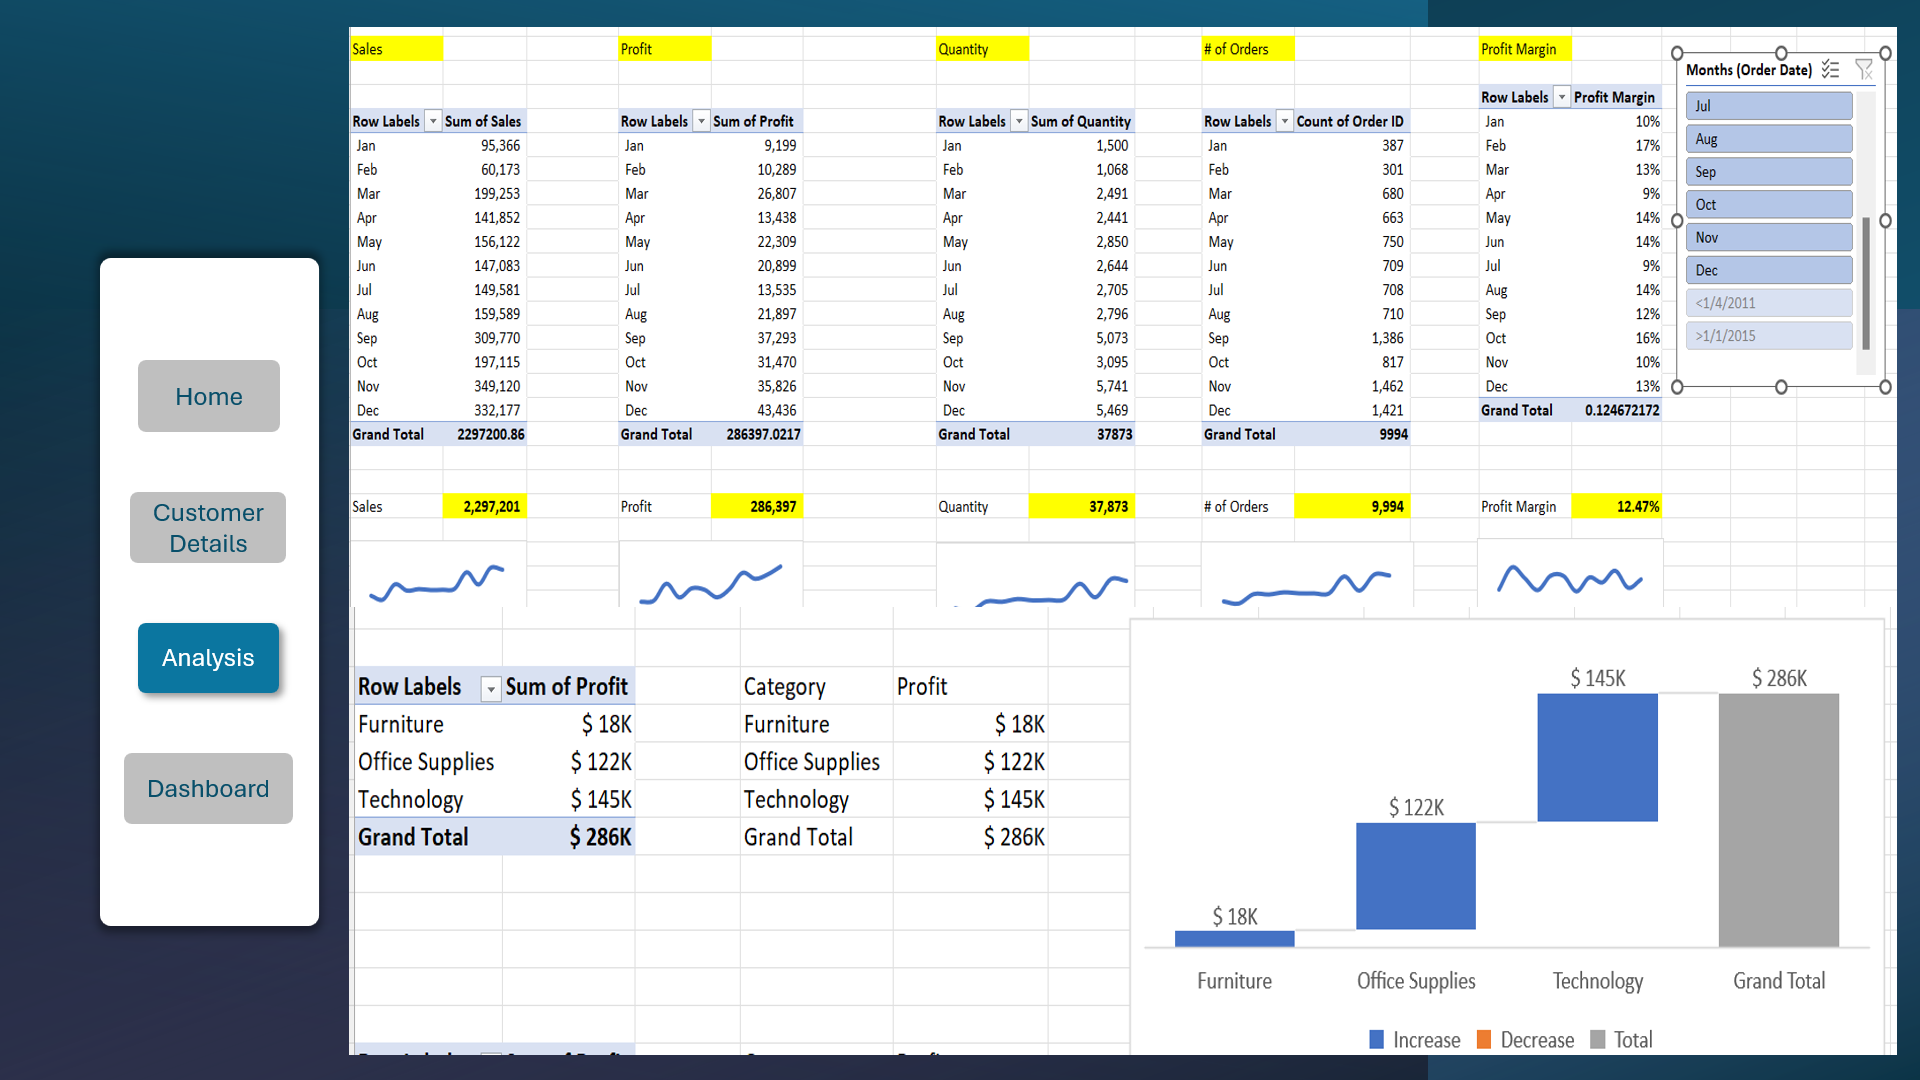 Home
Customer
Details
Analysis
Dashboard
Sales Profit Quantity # of Orders Profit Margin
Months (Order Date)
Row Labels Profit Margin
Row Labels Sum of Sales Row Labels Sum of Profit Row Labels Sum of Quantity Row Labels Count of Order ID
Jan 95,366 Jan 9,199 Jan 1,500 Jan 387
Feb 60,173 Feb 10,289 Feb 1,068 Feb 301
Mar 199,253 Mar 26,807 Mar 2,491 Mar 680
Apr 141,852 Apr 13,438 Apr 2,441 Apr 663
May 156,122 May 22,309 May 2,850 May 750
Jun 147,083 Jun 20,899 Jun 2,644 Jun 709
Jul 149,581 Jul 13,535 Jul 2,705 Jul 708
Aug 159,589 Aug 21,897 Aug 2,796 Aug 710
Sep 309,770 Sep 37,293 Sep 5,073 Sep 1,386
Oct 197,115 Oct 31,470 Oct 3,095 Oct 817
Nov 349,120 Nov 35,826 Nov 5,741 Nov 1,462
Dec 332,177 Dec 43,436 Dec 5,469 Dec 1,421
Grand Total 2297200.86 Grand Total 286397.0217 Grand Total 37873 Grand Total 9994
Jan 10%
Feb 17%
Mar 13%
Apr 9%
May 14%
Jun 14%
Jul 9%
Aug 14%
Sep 12%
Oct 16%
Nov 10%
Dec 13%
Grand Total 0.124672172
Jul
Aug
Sep
Oct
Nov
Dec
<1/4/2011
>1/1/2015
Sales 2,297,201 Profit 286,397 Quantity 37,873 # of Orders 9,994 Profit Margin 12.47%
Row Labels Sum of Profit Category Profit
Furniture $ 18K Furniture $ 18K
Office Supplies $ 122K Office Supplies $ 122K
Technology $ 145K Technology $ 145K
Grand Total $ 286K Grand Total $ 286K
$ 18K
$ 122K
$ 145K
$ 286K
Furniture Office Supplies Technology Grand Total
Increase Decrease Total